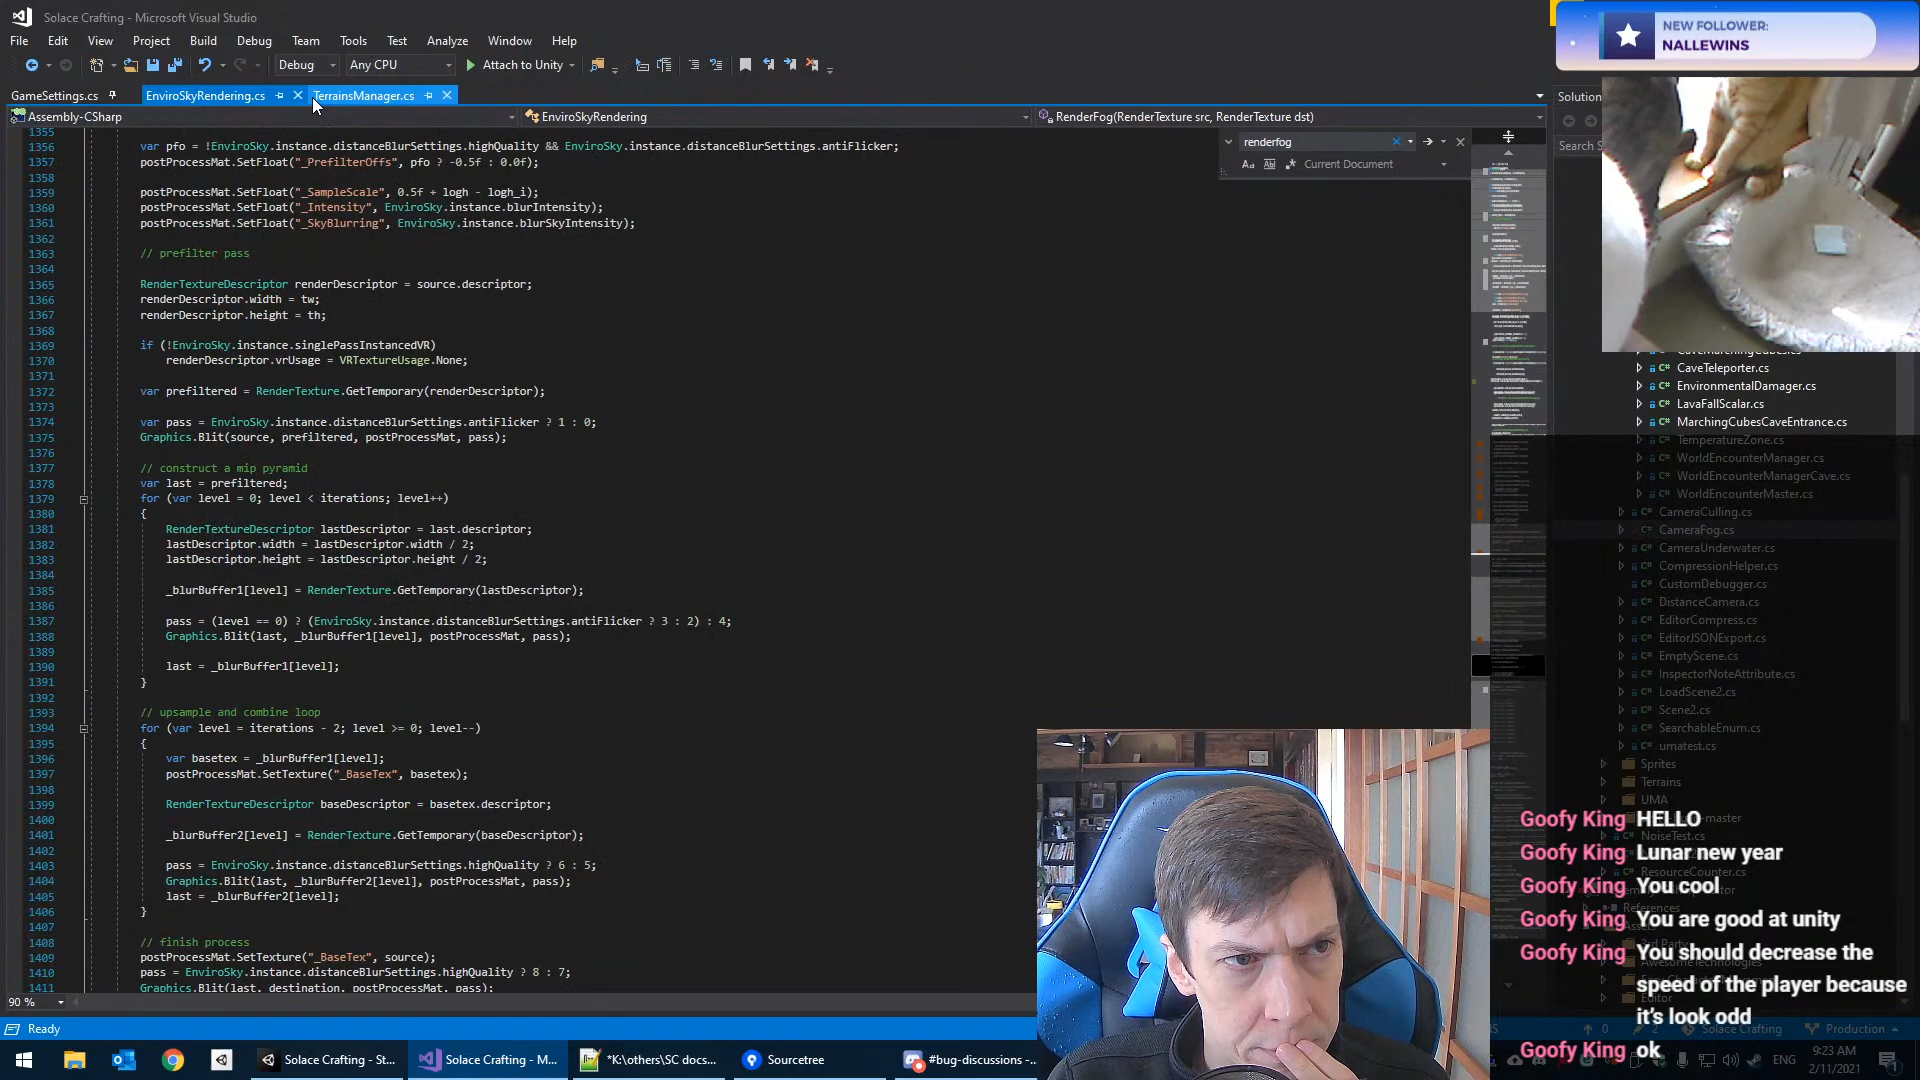 Solace Crafting - Microsoft Visual Studio
File Edit View Project Build Debug Team Tools Test Analyze Window Help
Debug Any CPU Attach to Unity
GameSettings.cs EnviroSkyRendering.cs TerrainsManager.cs
Assembly-CSharp EnviroSkyRendering RenderFog(RenderTexture src, RenderTexture dst)
renderfog
Current Document
1355
1356 var pfo = !EnviroSky.instance.distanceBlurSettings.highQuality && EnviroSky.instance.distanceBlurSettings.antiFlicker;
1357 postProcessMat.SetFloat("_PrefilterOffs", pfo ? -0.5f : 0.0f);
1358
1359 postProcessMat.SetFloat("_SampleScale", 0.5f + logh - logh_i);
1360 postProcessMat.SetFloat("_Intensity", EnviroSky.instance.blurIntensity);
1361 postProcessMat.SetFloat("_SkyBlurring", EnviroSky.instance.blurSkyIntensity);
1362
1363 // prefilter pass
1364
1365 RenderTextureDescriptor renderDescriptor = source.descriptor;
1366 renderDescriptor.width = tw;
1367 renderDescriptor.height = th;
1368
1369 if (!EnviroSky.instance.singlePassInstancedVR)
1370 renderDescriptor.vrUsage = VRTextureUsage.None;
1371
1372 var prefiltered = RenderTexture.GetTemporary(renderDescriptor);
1373
1374 var pass = EnviroSky.instance.distanceBlurSettings.antiFlicker ? 1 : 0;
1375 Graphics.Blit(source, prefiltered, postProcessMat, pass);
1376
1377 // construct a mip pyramid
1378 var last = prefiltered;
1379 for (var level = 0; level < iterations; level++)
1380 {
1381 RenderTextureDescriptor lastDescriptor = last.descriptor;
1382 lastDescriptor.width = lastDescriptor.width / 2;
1383 lastDescriptor.height = lastDescriptor.height / 2;
1384
1385 _blurBuffer1[level] = RenderTexture.GetTemporary(lastDescriptor);
1386
1387 pass = (level == 0) ? (EnviroSky.instance.distanceBlurSettings.antiFlicker ? 3 : 2) : 4;
1388 Graphics.Blit(last, _blurBuffer1[level], postProcessMat, pass);
1389
1390 last = _blurBuffer1[level];
1391 }
1392
1393 // upsample and combine loop
1394 for (var level = iterations - 2; level >= 0; level--)
1395 {
1396 var basetex = _blurBuffer1[level];
1397 postProcessMat.SetTexture("_BaseTex", basetex);
1398
1399 RenderTextureDescriptor baseDescriptor = basetex.descriptor;
1400
1401 _blurBuffer2[level] = RenderTexture.GetTemporary(baseDescriptor);
1402
1403 pass = EnviroSky.instance.distanceBlurSettings.highQuality ? 6 : 5;
1404 Graphics.Blit(last, _blurBuffer2[level], postProcessMat, pass);
1405 last = _blurBuffer2[level];
1406 }
1407
1408 // finish process
1409 postProcessMat.SetTexture("_BaseTex", source);
1410 pass = EnviroSky.instance.distanceBlurSettings.highQuality ? 8 : 7;
1411 Graphics.Blit(last, destination, postProcessMat, pass);
90 %
Ready
NEW FOLLOWER:
NALLEWINS
Solution
Search S
CaveTeleporter.cs
EnvironmentalDamager.cs
LavaFallScalar.cs
MarchingCubesCaveEntrance.cs
TemperatureZone.cs
WorldEncounterManager.cs
WorldEncounterManagerCave.cs
WorldEncounterMaster.cs
CameraCulling.cs
CameraFog.cs
CameraUnderwater.cs
CompressionHelper.cs
CustomDebugger.cs
DistanceCamera.cs
EditorCompress.cs
EditorJSONExport.cs
EmptyScene.cs
InspectorNoteAttribute.cs
LoadScene2.cs
Scene2.cs
SearchableEnum.cs
umatest.cs
Sprites
Terrains
UMA
-master
NoiseTest.cs
ResourceCounter.cs
References
Editor
Goofy King HELLO
Goofy King Lunar new year
Goofy King You cool
Goofy King You are good at unity
Goofy King You should decrease the
speed of the player because
it's look odd
Goofy King ok
0 2 Solace Crafting Production
Solace Crafting - St... Solace Crafting - M... *K:\others\SC docs... Sourcetree #bug-discussions -...
ENG 9:23 AM
2/11/2021